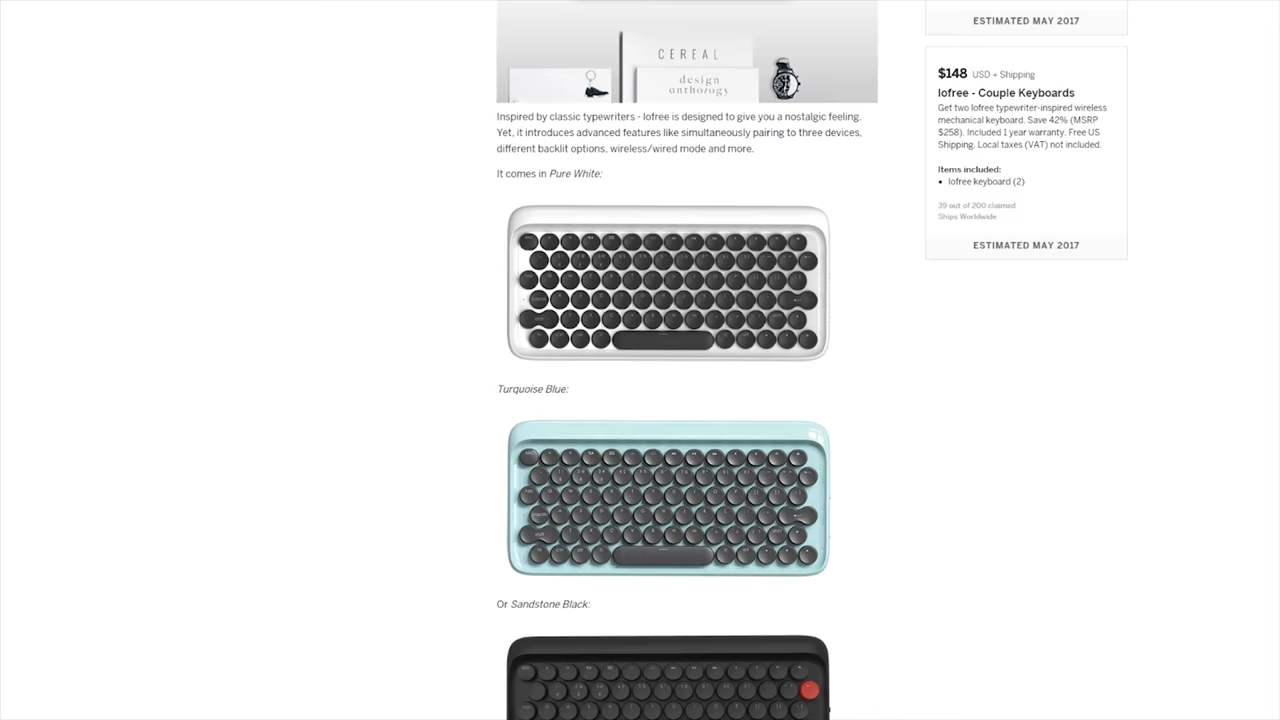 CEREAL
design
anthology
Inspired by classic typewriters - lofree is designed to give you a nostalgic feeling.
Yet, it introduces advanced features like simultaneously pairing to three devices,
different backlit options, wireless/wired mode and more.
It comes in Pure White:
Turquoise Blue:
Or Sandstone Black:
ESTIMATED MAY 2017
$148 USD + Shipping
lofree - Couple Keyboards
Get two lofree typewriter-inspired wireless
mechanical keyboard. Save 42% (MSRP
$258). Included 1 year warranty. Free US
Shipping. Local taxes (VAT) not included.
Items included:
• lofree keyboard (2)
39 out of 200 claimed
Ships Worldwide
ESTIMATED MAY 2017